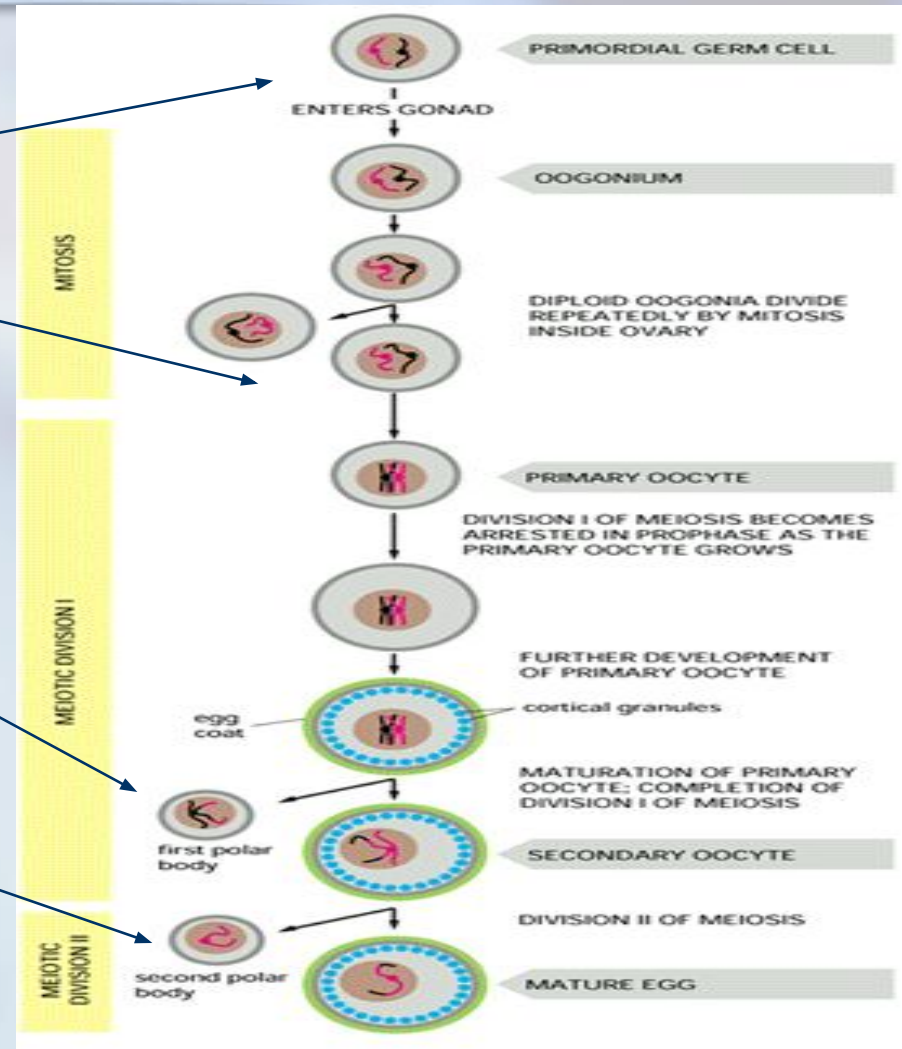 PRIMORDIAL GERM CELL
ENTERS GONAD
MITOSIS
OOGONIUM
DIPLOID OOGONIA DIVIDE
REPEATEDLY BY MITOSIS
INSIDE OVARY
MEIOTIC DIVISION I
PRIMARY OOCYTE
DIVISION I OF MEIOSIS BECOMES
ARRESTED IN PROPHASE AS THE
PRIMARY OOCYTE GROWS
FURTHER DEVELOPMENT
OF PRIMARY OOCYTE
egg
coat
cortical granules
MATURATION OF PRIMARY
OOCYTE; COMPLETION OF
DIVISION I OF MEIOSIS
first polar
body
SECONDARY OOCYTE
MEIOTIC
DIVISION II
DIVISION II OF MEIOSIS
second polar
body
MATURE EGG